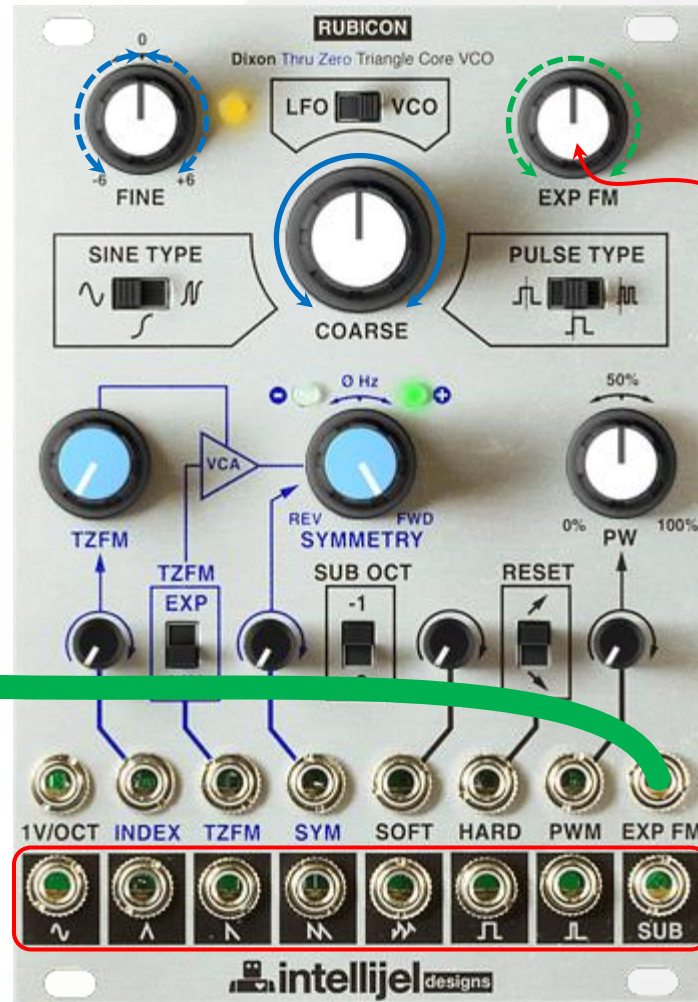 RUBICON
0
Dixon Thru Zero Triangle Core VCO
LFO VCO
-6 +6
FINE
EXP FM
SINE TYPE
PULSE TYPE
COARSE
Ø Hz
50%
VCA
REV FWD
0% 100%
TZFM
SYMMETRY
PW
TZFM
SUB OCT
RESET
EXP
-1
1V/OCT INDEX TZFM SYM SOFT HARD PWM EXP FM
SUB
intellijel designs